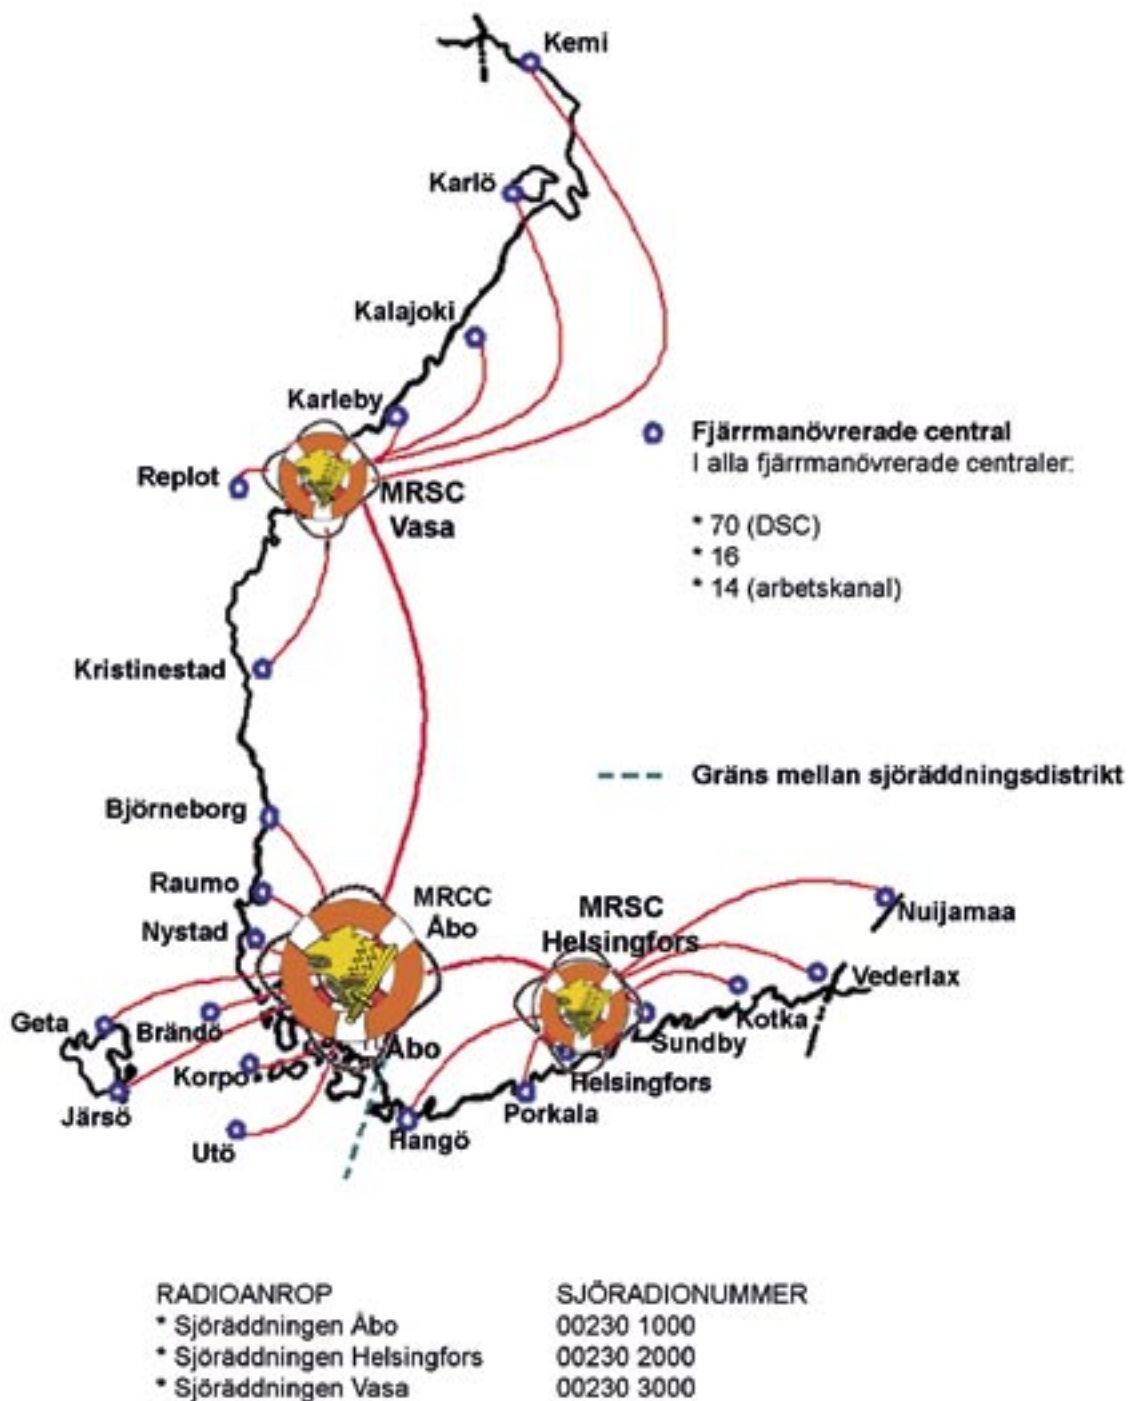 Kemi
Karlö
Kalajoki
Karleby
Replot
MRSC
Vasa
Fjärrmanövrerade central
I alla fjärrmanövrerade centraler:
* 70 (DSC)
* 16
* 14 (arbetskanal)
Kristinestad
Gräns mellan sjöräddningsdistrikt
Björneborg
Raumo
Nystad
MRCC
Åbo
MRSC
Helsingfors
Nuijamaa
Vederlax
Geta
Brändö
Kotka
Sundby
Åbo
Korpo
Helsingfors
Järsö
Porkala
Hangö
Utö
RADIOANROP
* Sjöräddningen Åbo
* Sjöräddningen Helsingfors
* Sjöräddningen Vasa
SJÖRADIONUMMER
00230 1000
00230 2000
00230 3000